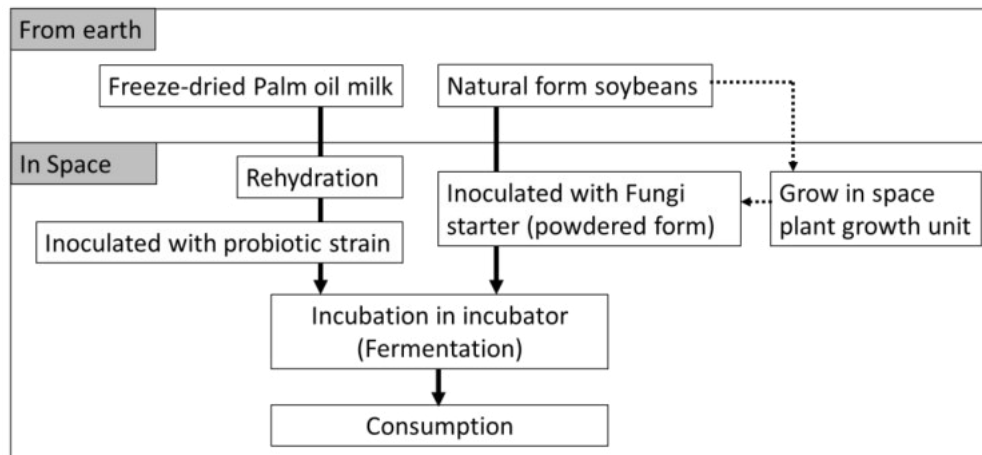 From earth
Freeze-dried Palm oil milk
Natural form soybeans
In Space
Rehydration
Inoculated with probiotic strain
Inoculated with Fungi
starter (powdered form)
Grow in space
plant growth unit
Incubation in incubator
(Fermentation)
Consumption